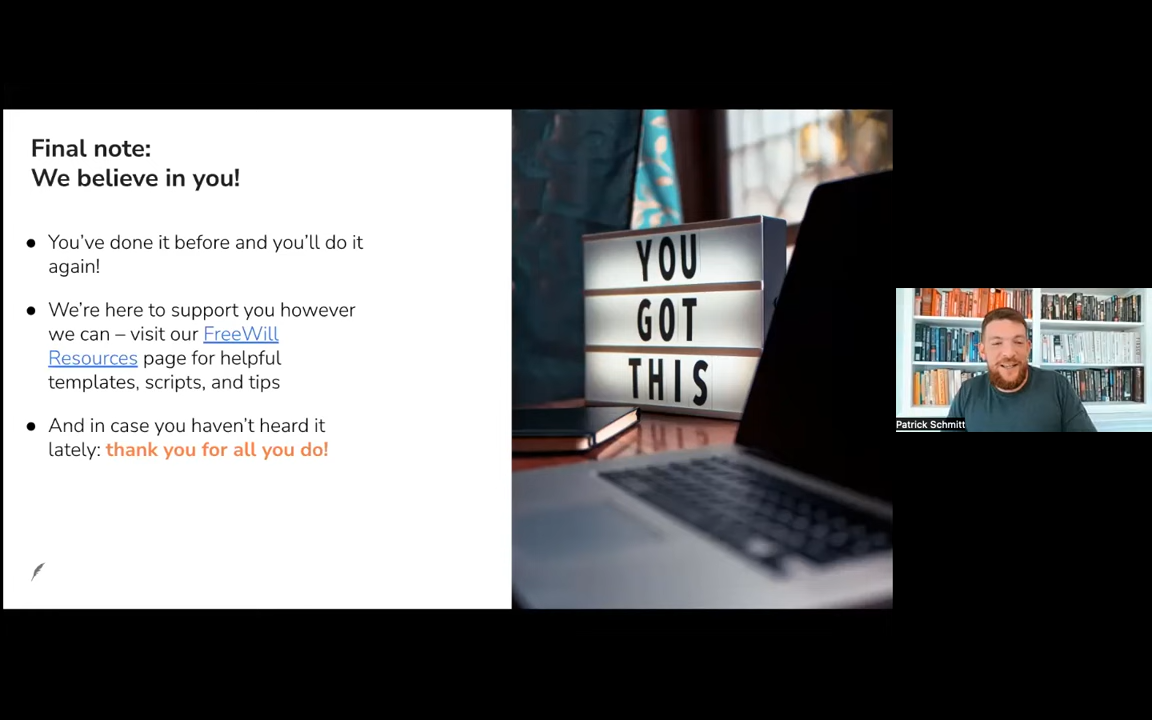 Final note:
We believe in you!
● You’ve done it before and you’ll do it
again!
● We’re here to support you however
we can – visit our FreeWill
Resources page for helpful
templates, scripts, and tips
● And in case you haven’t heard it
lately: thank you for all you do!
YOU
GOT
THIS
Patrick Schmitt